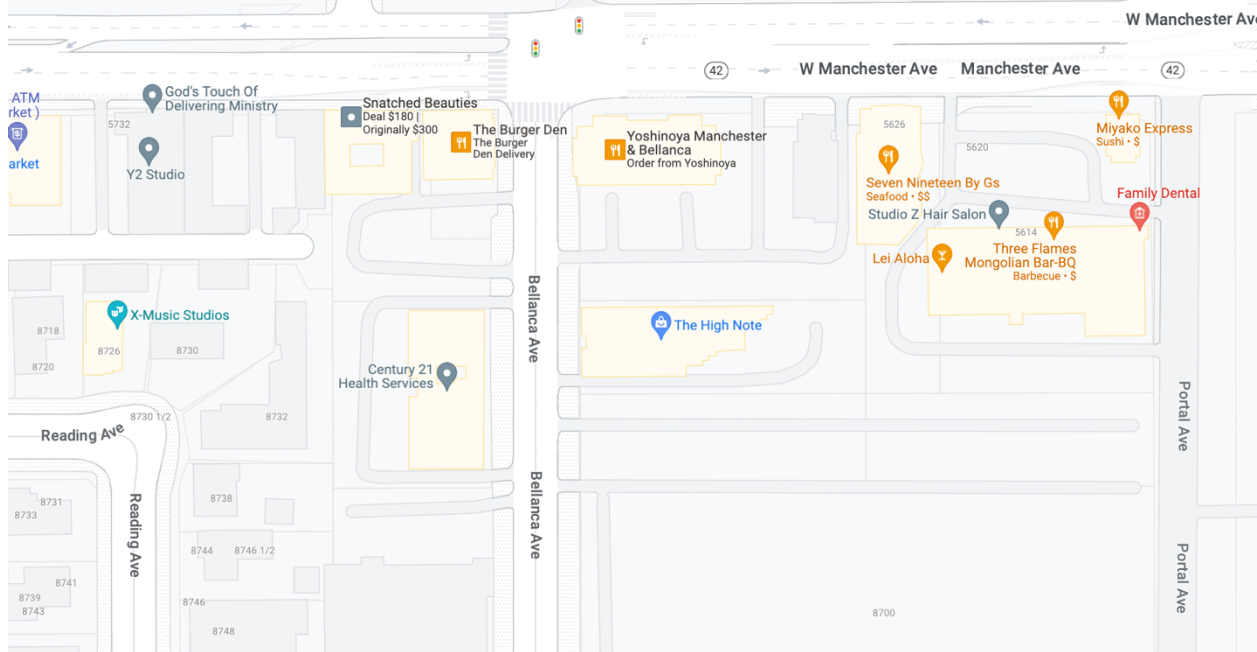 W Manchester Ave
42
W Manchester Ave
Manchester Ave
42
ATM
rket )
arket
God's Touch Of
Delivering Ministry
5732
Y2 Studio
Snatched Beauties
Deal $180 |
Originally $300
The Burger Den
The Burger
Den Delivery
Yoshinoya Manchester
& Bellanca
Order from Yoshinoya
5626
Seven Nineteen By Gs
Seafood • $$
5620
Miyako Express
Sushi • $
Family Dental
Studio Z Hair Salon
5614
Three Flames
Mongolian Bar-BQ
Barbecue • $
Lei Aloha
X-Music Studios
8718
8720
8726
8730
Bellanca Ave
The High Note
Century 21
Health Services
8730 1/2
8732
Reading Ave
Portal Ave
8731
8733
Reading Ave
8738
Bellanca Ave
8744
8746 1/2
8741
8739
8743
8746
8748
8700
Portal Ave